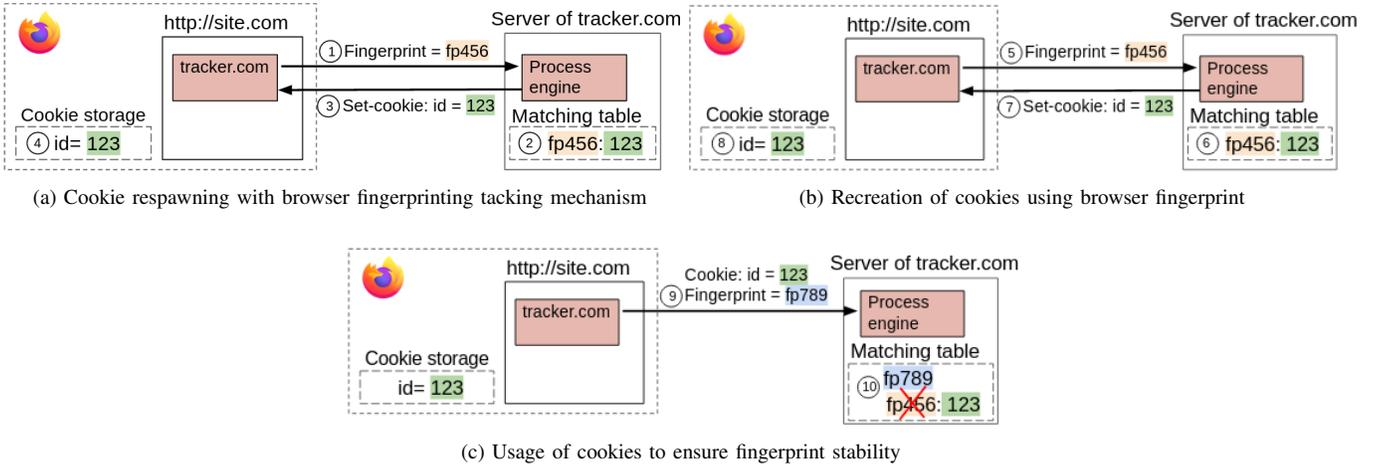 http://site.com
Server of tracker.com
tracker.com
1 Fingerprint = fp456
Process
engine
3 Set-cookie: id = 123
Cookie storage
4 id= 123
Matching table
2 fp456: 123
(a) Cookie respawning with browser fingerprinting tacking mechanism
http://site.com
Server of tracker.com
tracker.com
5 Fingerprint = fp456
Process
engine
7 Set-cookie: id = 123
Cookie storage
8 id= 123
Matching table
6 fp456: 123
(b) Recreation of cookies using browser fingerprint
http://site.com
Server of tracker.com
Cookie: id = 123
9 Fingerprint = fp789
tracker.com
Process
engine
Cookie storage
id= 123
Matching table
10 fp789
fp456: 123
(c) Usage of cookies to ensure fingerprint stability